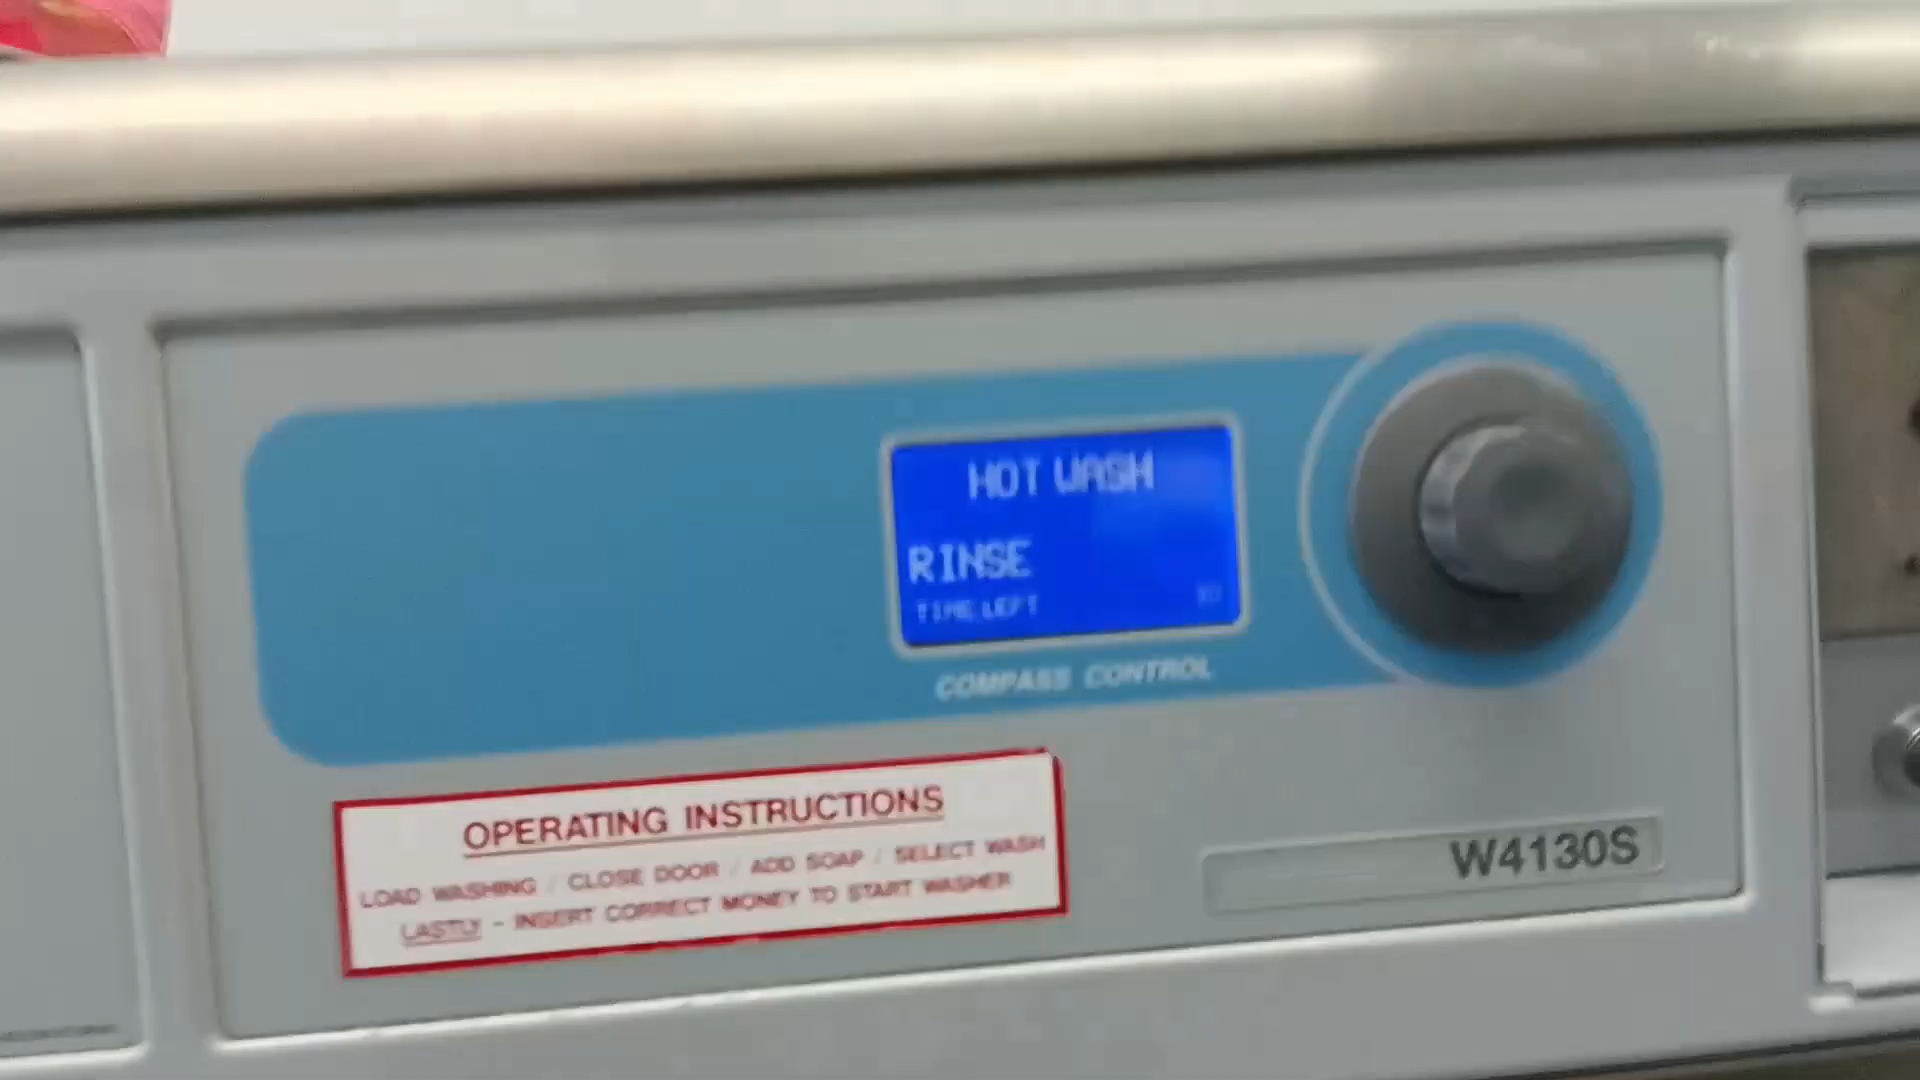 HOT WASH
RINSE
TIME LEFT
COMPASS CONTROL
OPERATING INSTRUCTIONS
LOAD WASHING / CLOSE DOOR / ADD SOAP / SELECT WASH
LASTLY - INSERT CORRECT MONEY TO START WASHER
W4130S